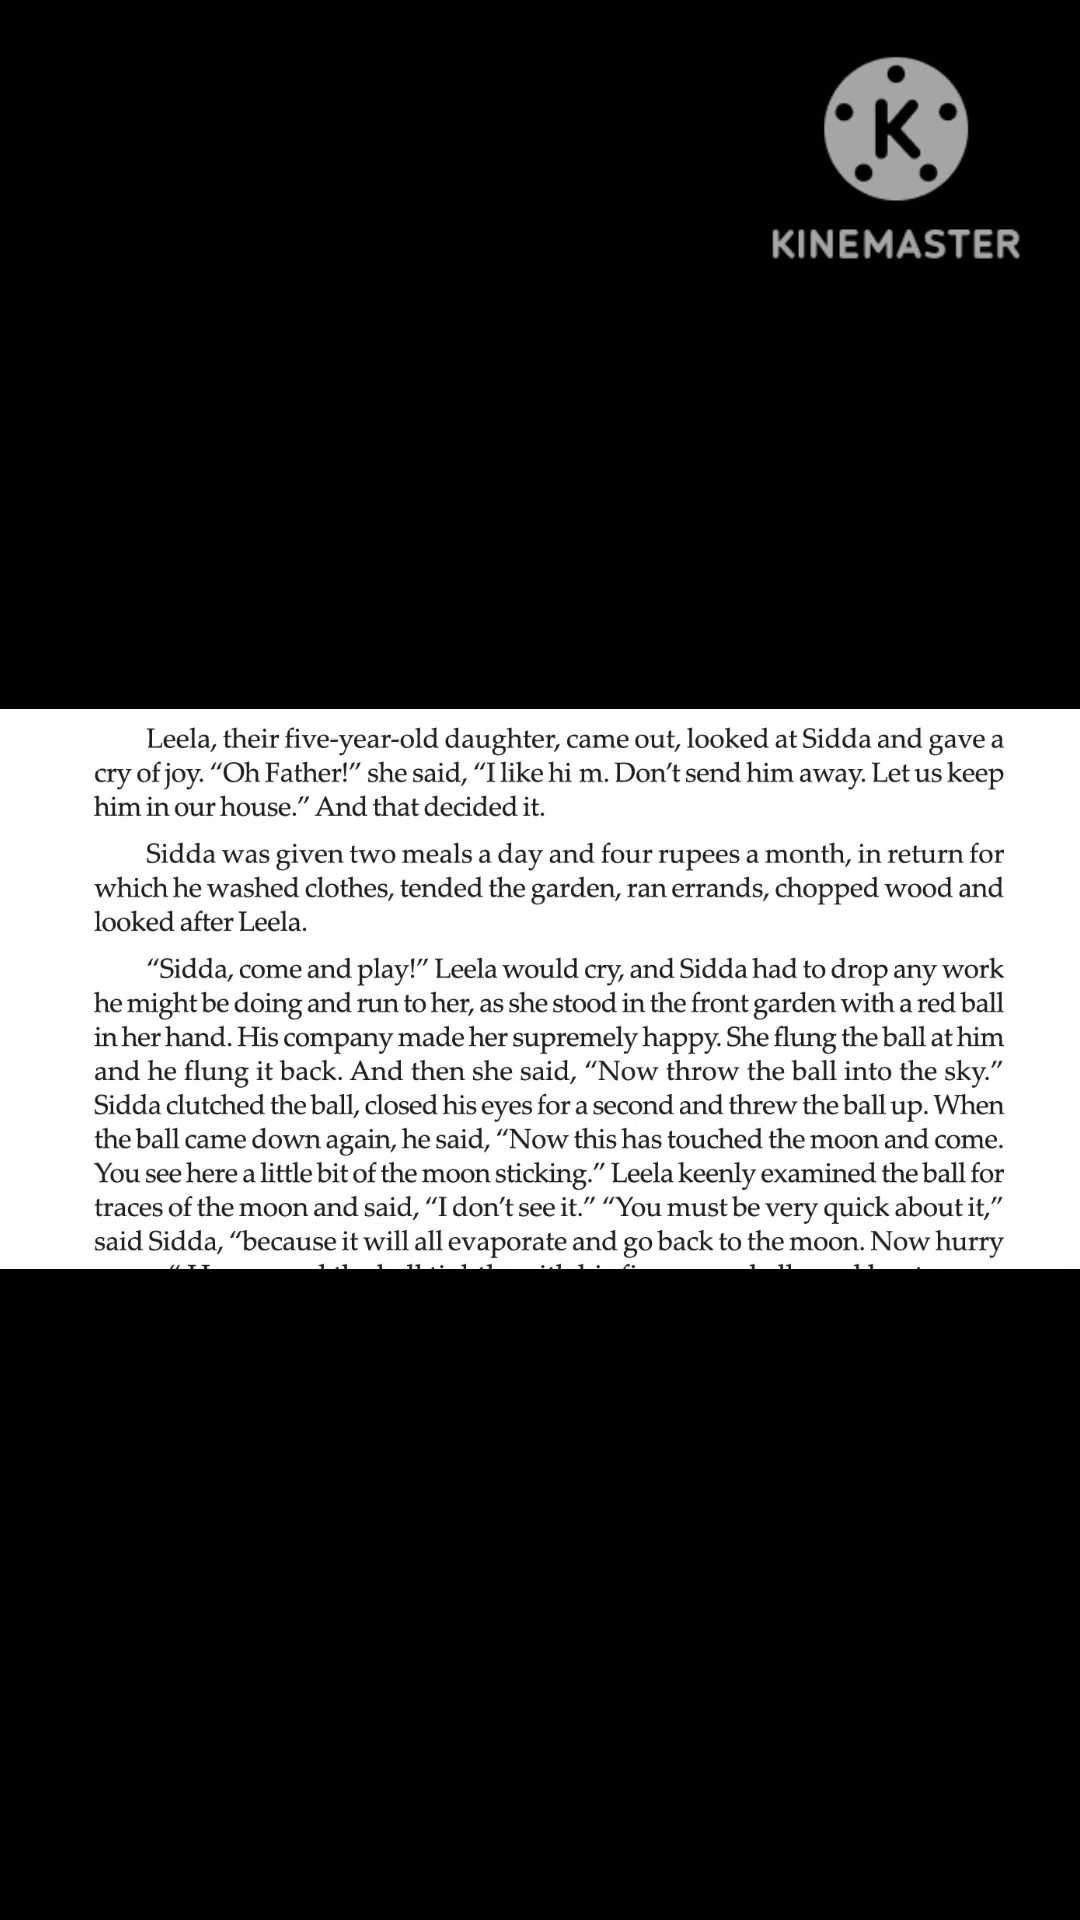 KINEMASTER
Leela, their five-year-old daughter, came out, looked at Sidda and gave a
cry of joy. “Oh Father!” she said, “I like hi m. Don’t send him away. Let us keep
him in our house.” And that decided it.
Sidda was given two meals a day and four rupees a month, in return for
which he washed clothes, tended the garden, ran errands, chopped wood and
looked after Leela.
“Sidda, come and play!” Leela would cry, and Sidda had to drop any work
he might be doing and run to her, as she stood in the front garden with a red ball
in her hand. His company made her supremely happy. She flung the ball at him
and he flung it back. And then she said, “Now throw the ball into the sky.”
Sidda clutched the ball, closed his eyes for a second and threw the ball up. When
the ball came down again, he said, “Now this has touched the moon and come.
You see here a little bit of the moon sticking.” Leela keenly examined the ball for
traces of the moon and said, “I don’t see it.” “You must be very quick about it,”
said Sidda, “because it will all evaporate and go back to the moon. Now hurry